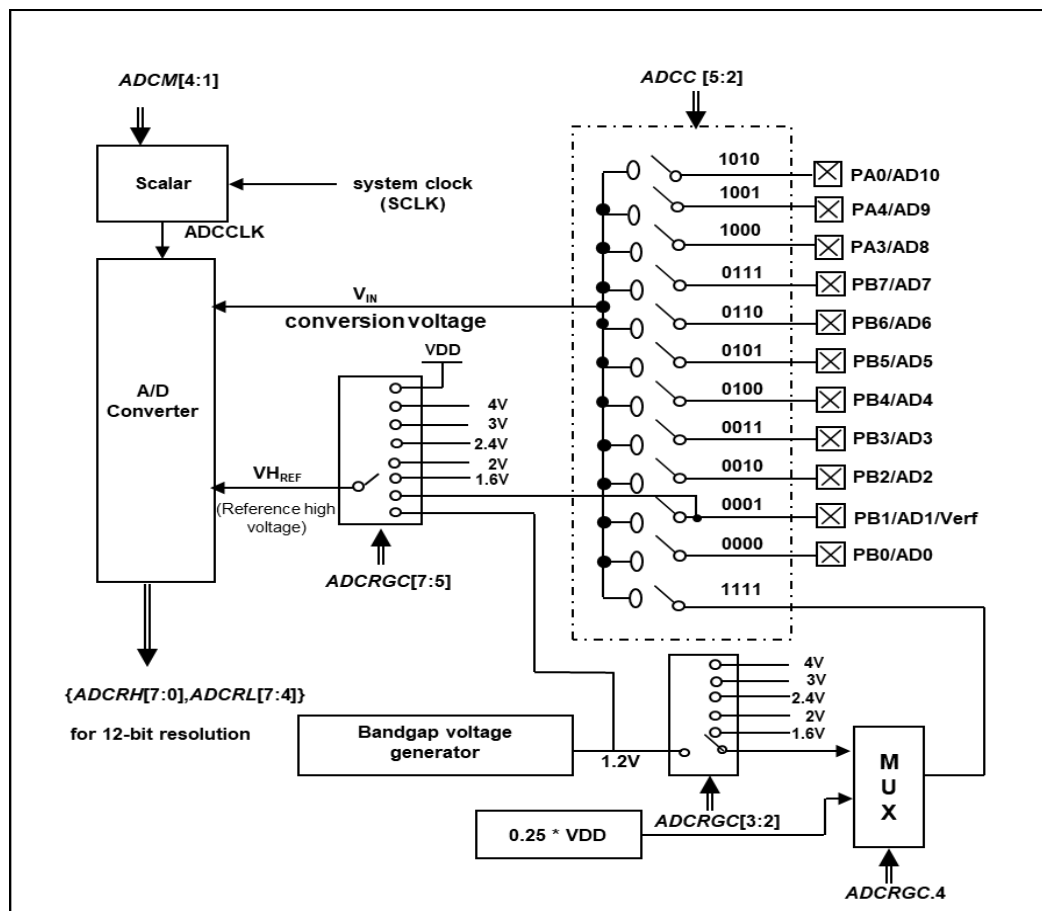 ADCM[4:1]
Scalar
system clock
(SCLK)
ADCCLK
A/D
Converter
VIN
conversion voltage
VDD
4V
3V
2.4V
2V
1.6V
VHREF
(Reference high
voltage)
ADCRGC[7:5]
{ADCRH[7:0],ADCRL[7:4]}
for 12-bit resolution
ADCC [5:2]
1010 PA0/AD10
1001 PA4/AD9
1000 PA3/AD8
0111 PB7/AD7
0110 PB6/AD6
0101 PB5/AD5
0100 PB4/AD4
0011 PB3/AD3
0010 PB2/AD2
0001 PB1/AD1/Verf
0000 PB0/AD0
1111
Bandgap voltage
generator
1.2V
4V
3V
2.4V
2V
1.6V
ADCRGC[3:2]
0.25 * VDD
M
U
X
ADCRGC.4